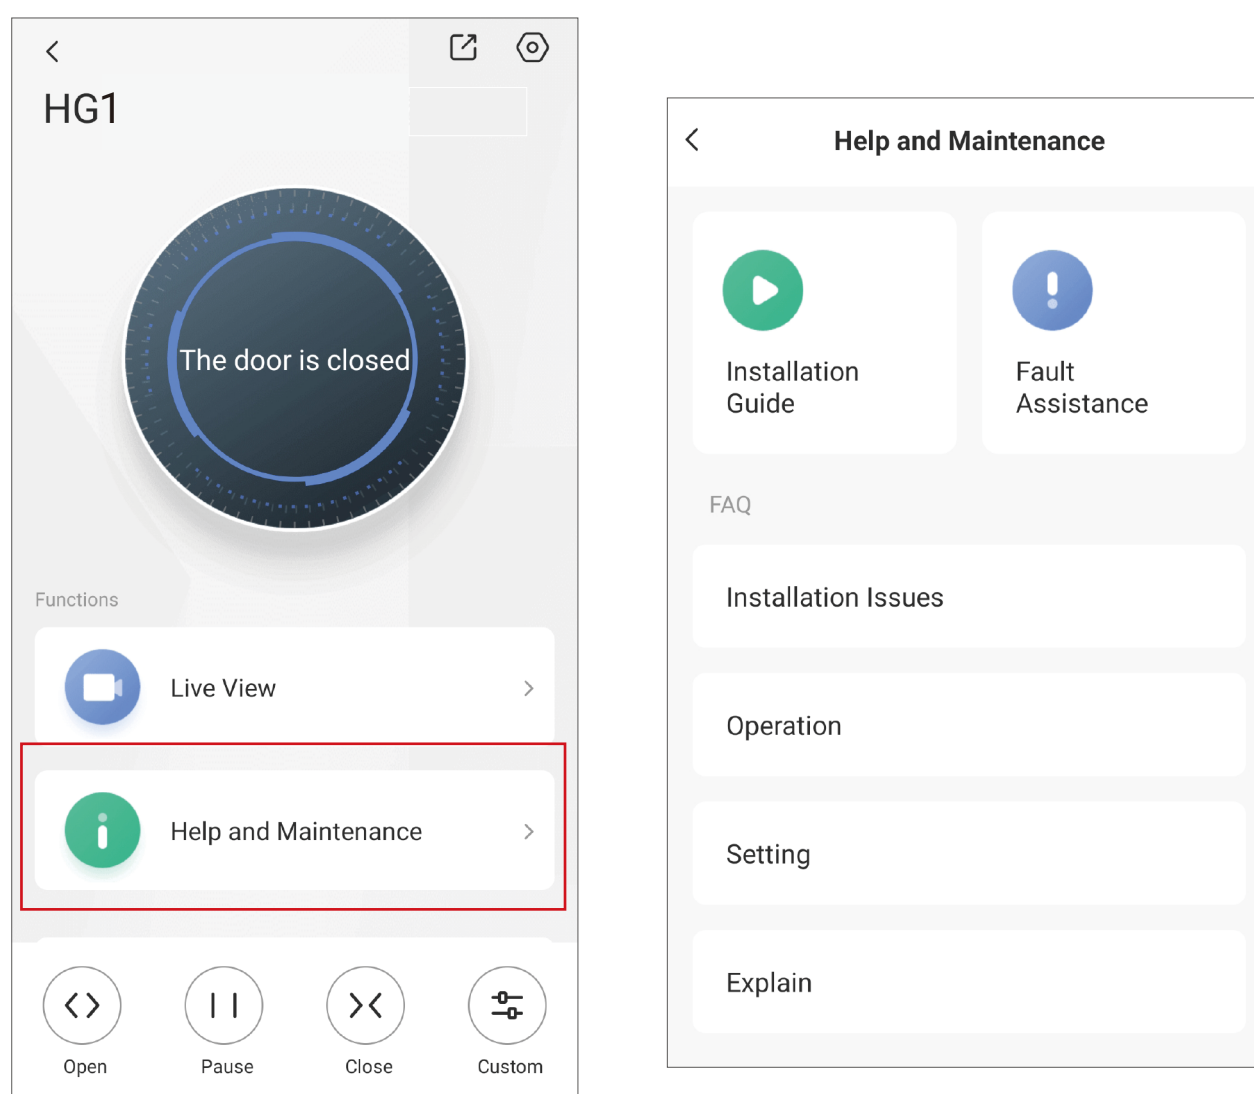 HG1
The door is closed
Functions
Live View
Help and Maintenance
Open
Pause
Close
Custom
Help and Maintenance
Installation
Guide
Fault
Assistance
FAQ
Installation Issues
Operation
Setting
Explain